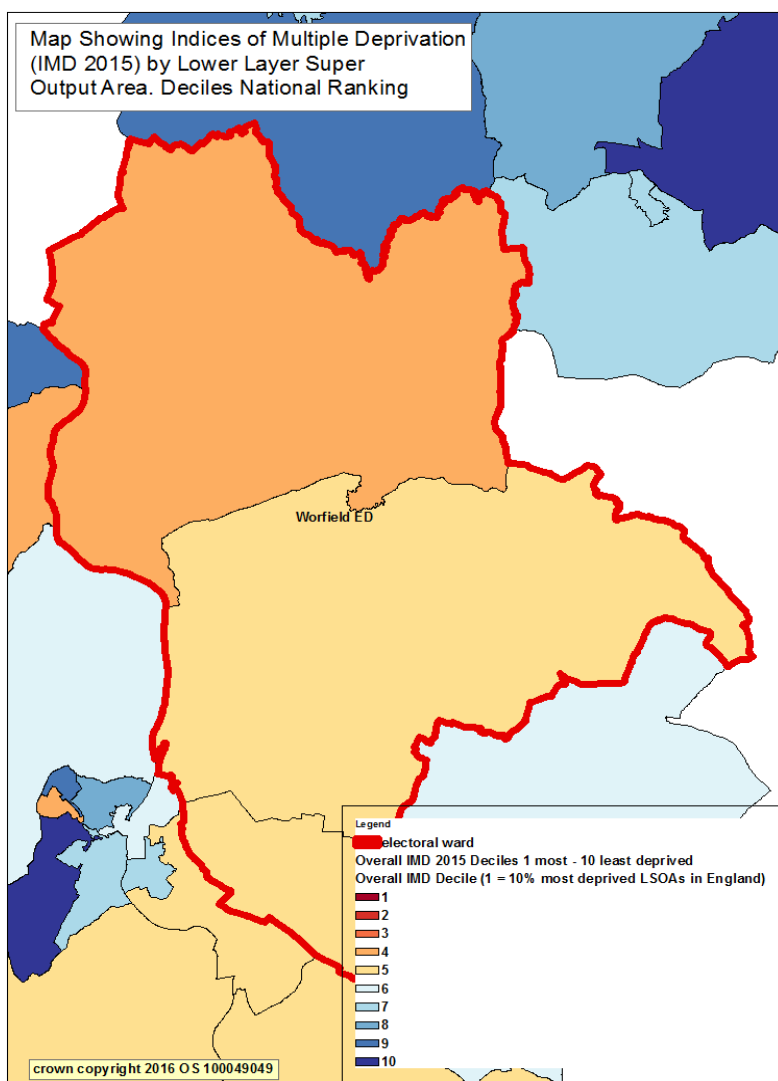 Map Showing Indices of Multiple Deprivation
(IMD 2015) by Lower Layer Super
Output Area. Deciles National Ranking
Worfield ED
Legend
electoral ward
Overall IMD 2015 Deciles 1 most - 10 least deprived
Overall IMD Decile (1 = 10% most deprived LSOAs in England)
1
2
3
4
5
6
7
8
9
10
crown copyright 2016 OS 100049049